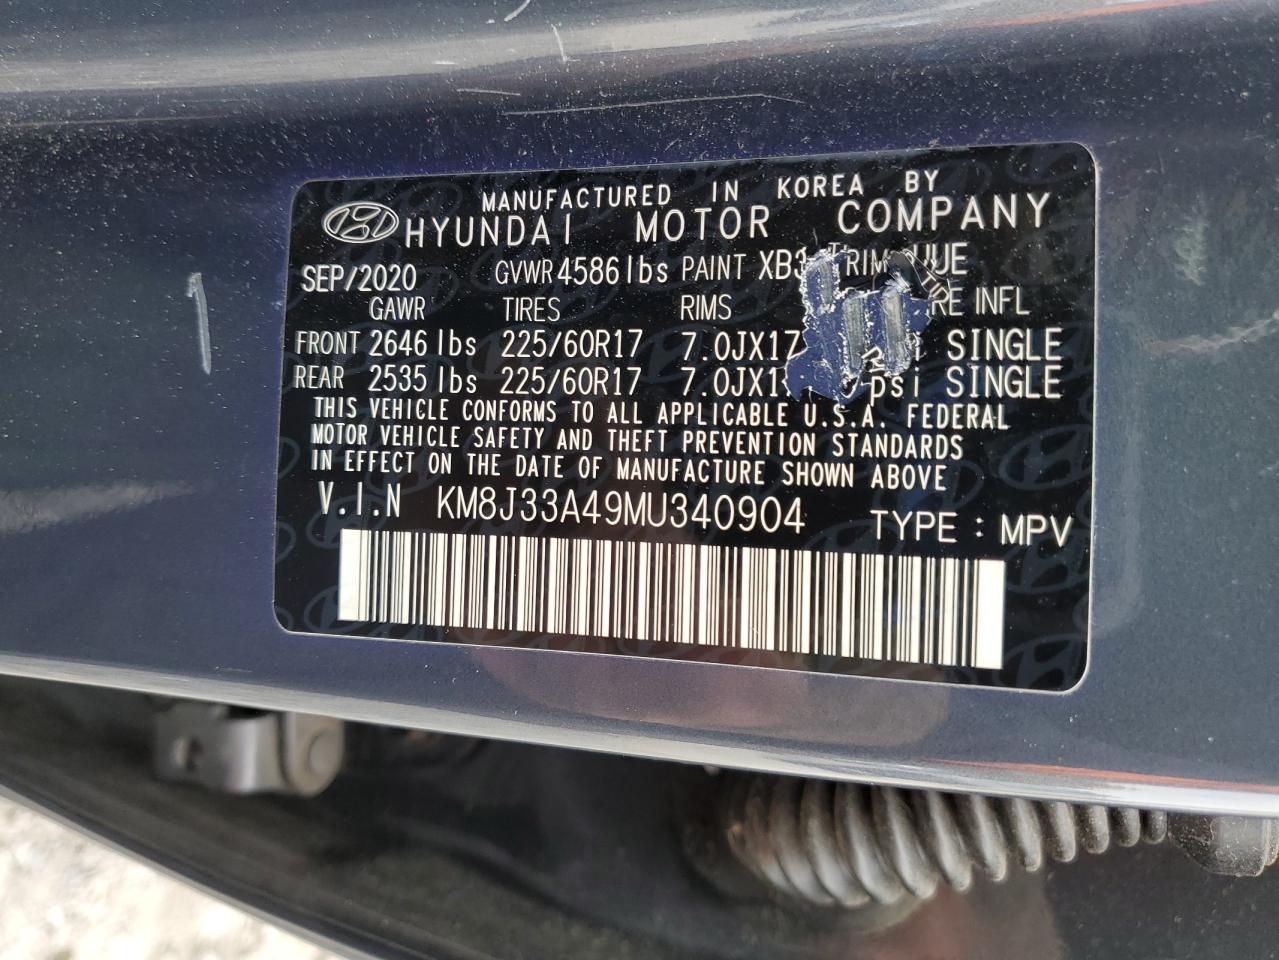 MANUFACTURED IN KOREA BY
HYUNDAI MOTOR COMPANY
SEP/2020 GVWR 4586 lbs PAINT XB3 TRIM UUE
GAWR TIRES RIMS INFL
FRONT 2646 lbs 225/60R17 7.0JX17 SINGLE
REAR 2535 lbs 225/60R17 psi SINGLE
THIS VEHICLE CONFORMS TO ALL APPLICABLE U.S.A. FEDERAL
MOTOR VEHICLE SAFETY AND THEFT PREVENTION STANDARDS
IN EFFECT ON THE DATE OF MANUFACTURE SHOWN ABOVE
V.I.N KM8J33A49MU340904 TYPE : MPV